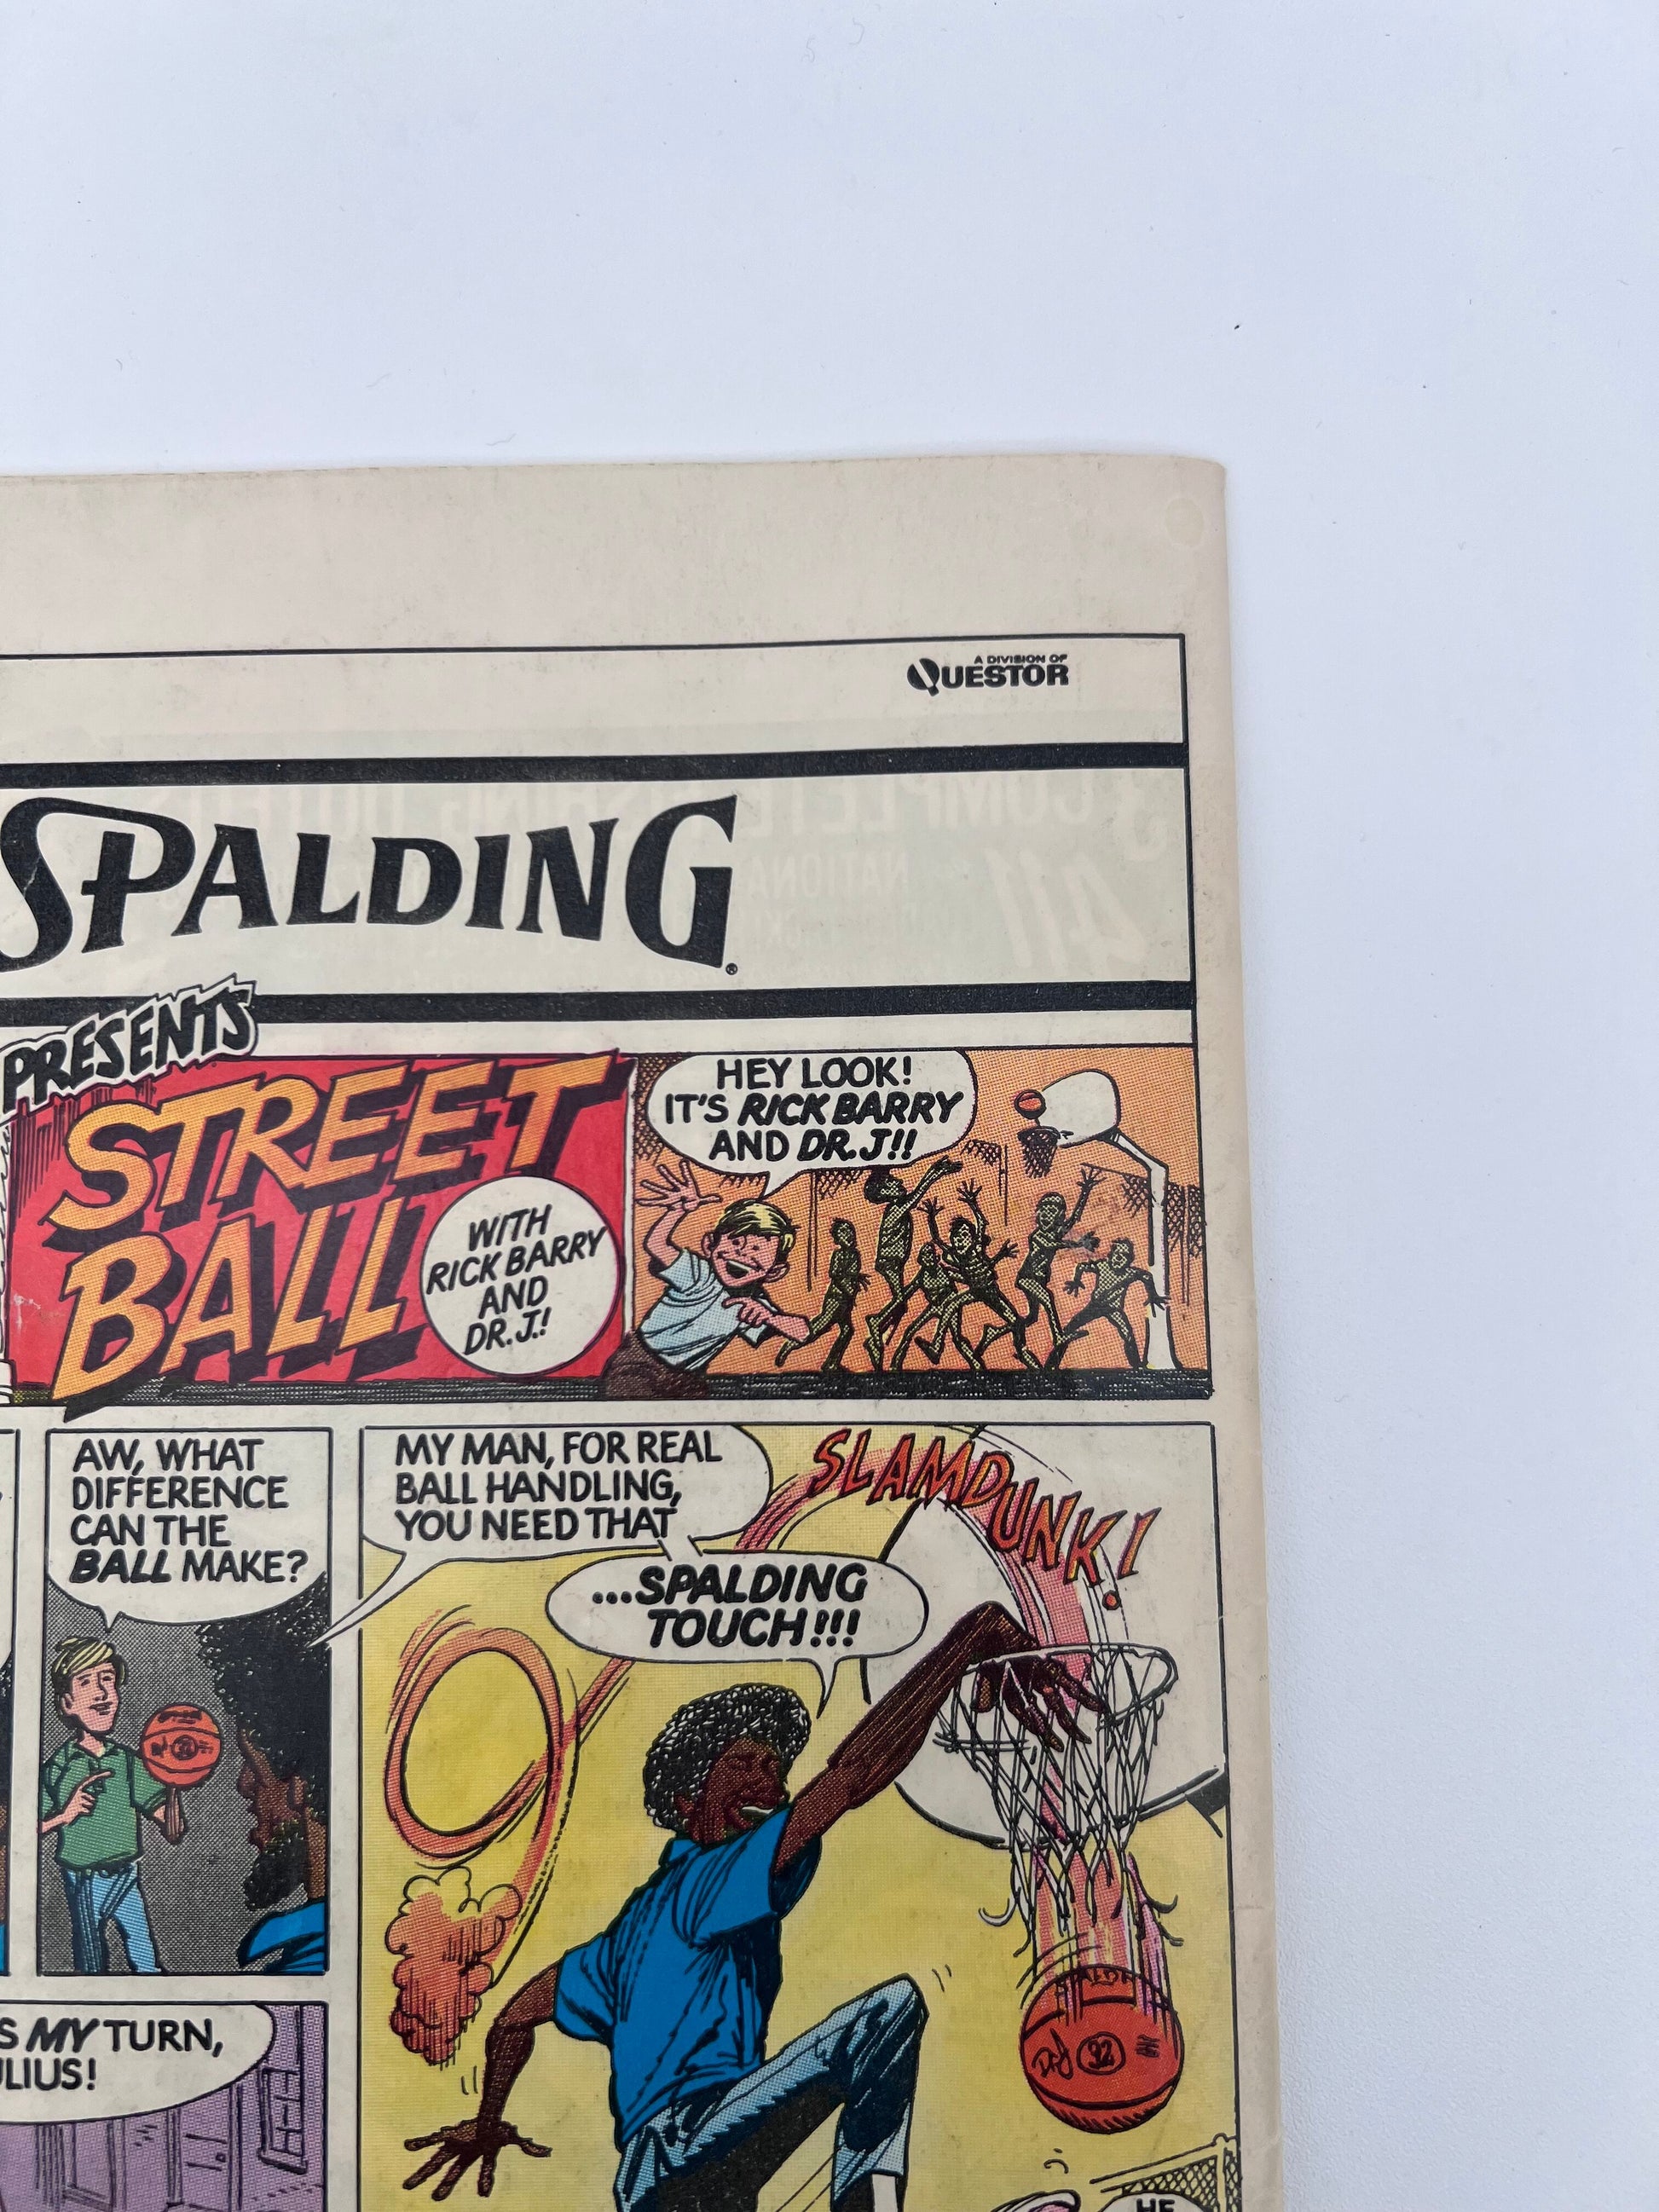 A DIVISION OF
QUESTOR
SPALDING®
PRESENTS
STREET
BALL
WITH
RICK BARRY
AND
DR. J.!
HEY LOOK!
IT'S RICK BARRY
AND DR. J!!
AW, WHAT
DIFFERENCE
CAN THE
BALL MAKE?
MY MAN, FOR REAL
BALL HANDLING,
YOU NEED THAT
...SPALDING
TOUCH!!!
SLAMDUNK!
DR J 32
MY TURN,
HE